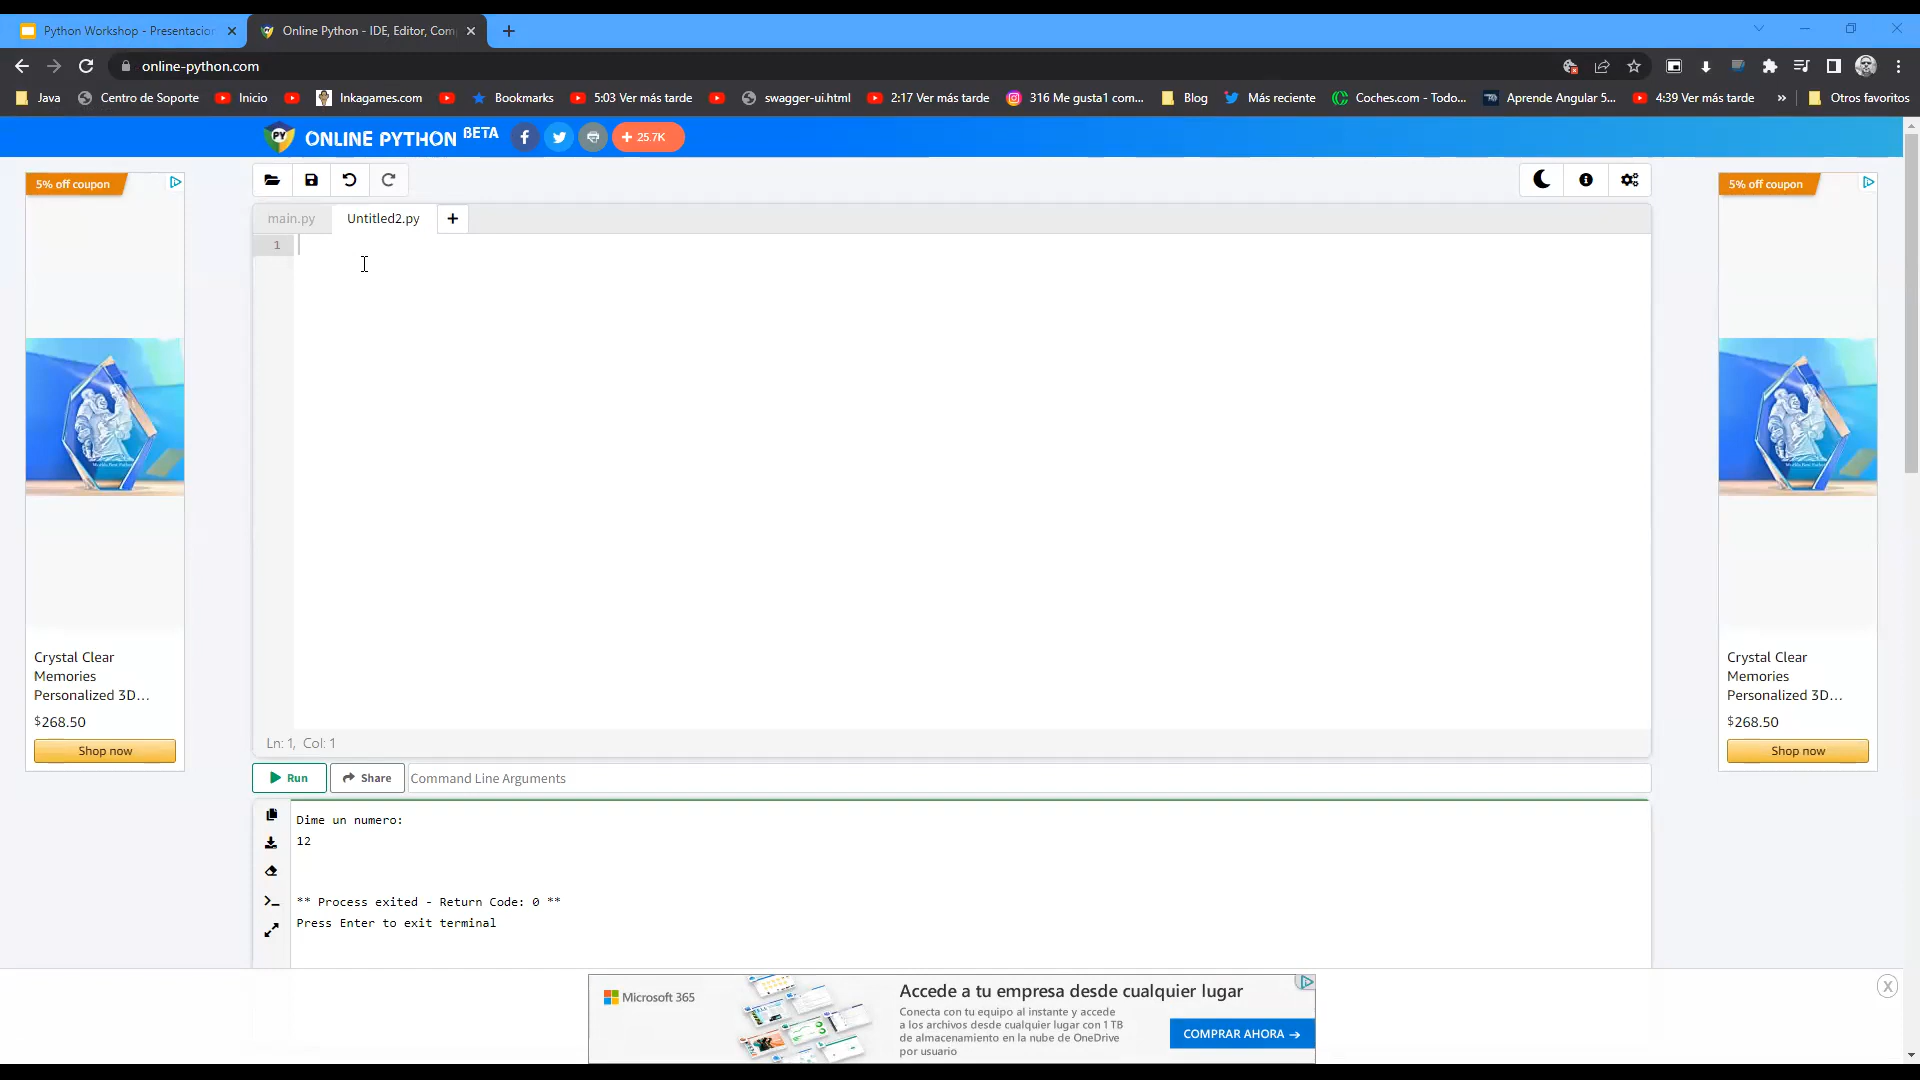 Python Workshop - Presentacior
Online Python - IDE, Editor, Com
online-python.com
Java
Centro de Soporte
Inicio
Inkagames.com
Bookmarks
5:03 Ver más tarde
swagger-ui.html
2:17 Ver más tarde
316 Me gusta1 com...
Blog
Más reciente
Coches.com - Todo...
Aprende Angular 5...
4:39 Ver más tarde
»
Otros favoritos
PY
ONLINE PYTHON BETA
+ 25.7K
5% off coupon
5% off coupon
main.py
Untitled2.py
+
1
Crystal Clear
Memories
Personalized 3D...
$268.50
Shop now
Crystal Clear
Memories
Personalized 3D...
$268.50
Shop now
Ln: 1, Col: 1
Run
Share
Command Line Arguments
Dime un numero:
12
** Process exited - Return Code: 0 **
Press Enter to exit terminal
Microsoft 365
Accede a tu empresa desde cualquier lugar
Conecta con tu equipo al instante y accede
a los archivos desde cualquier lugar con 1 TB
de almacenamiento en la nube de OneDrive
por usuario
COMPRAR AHORA →
X